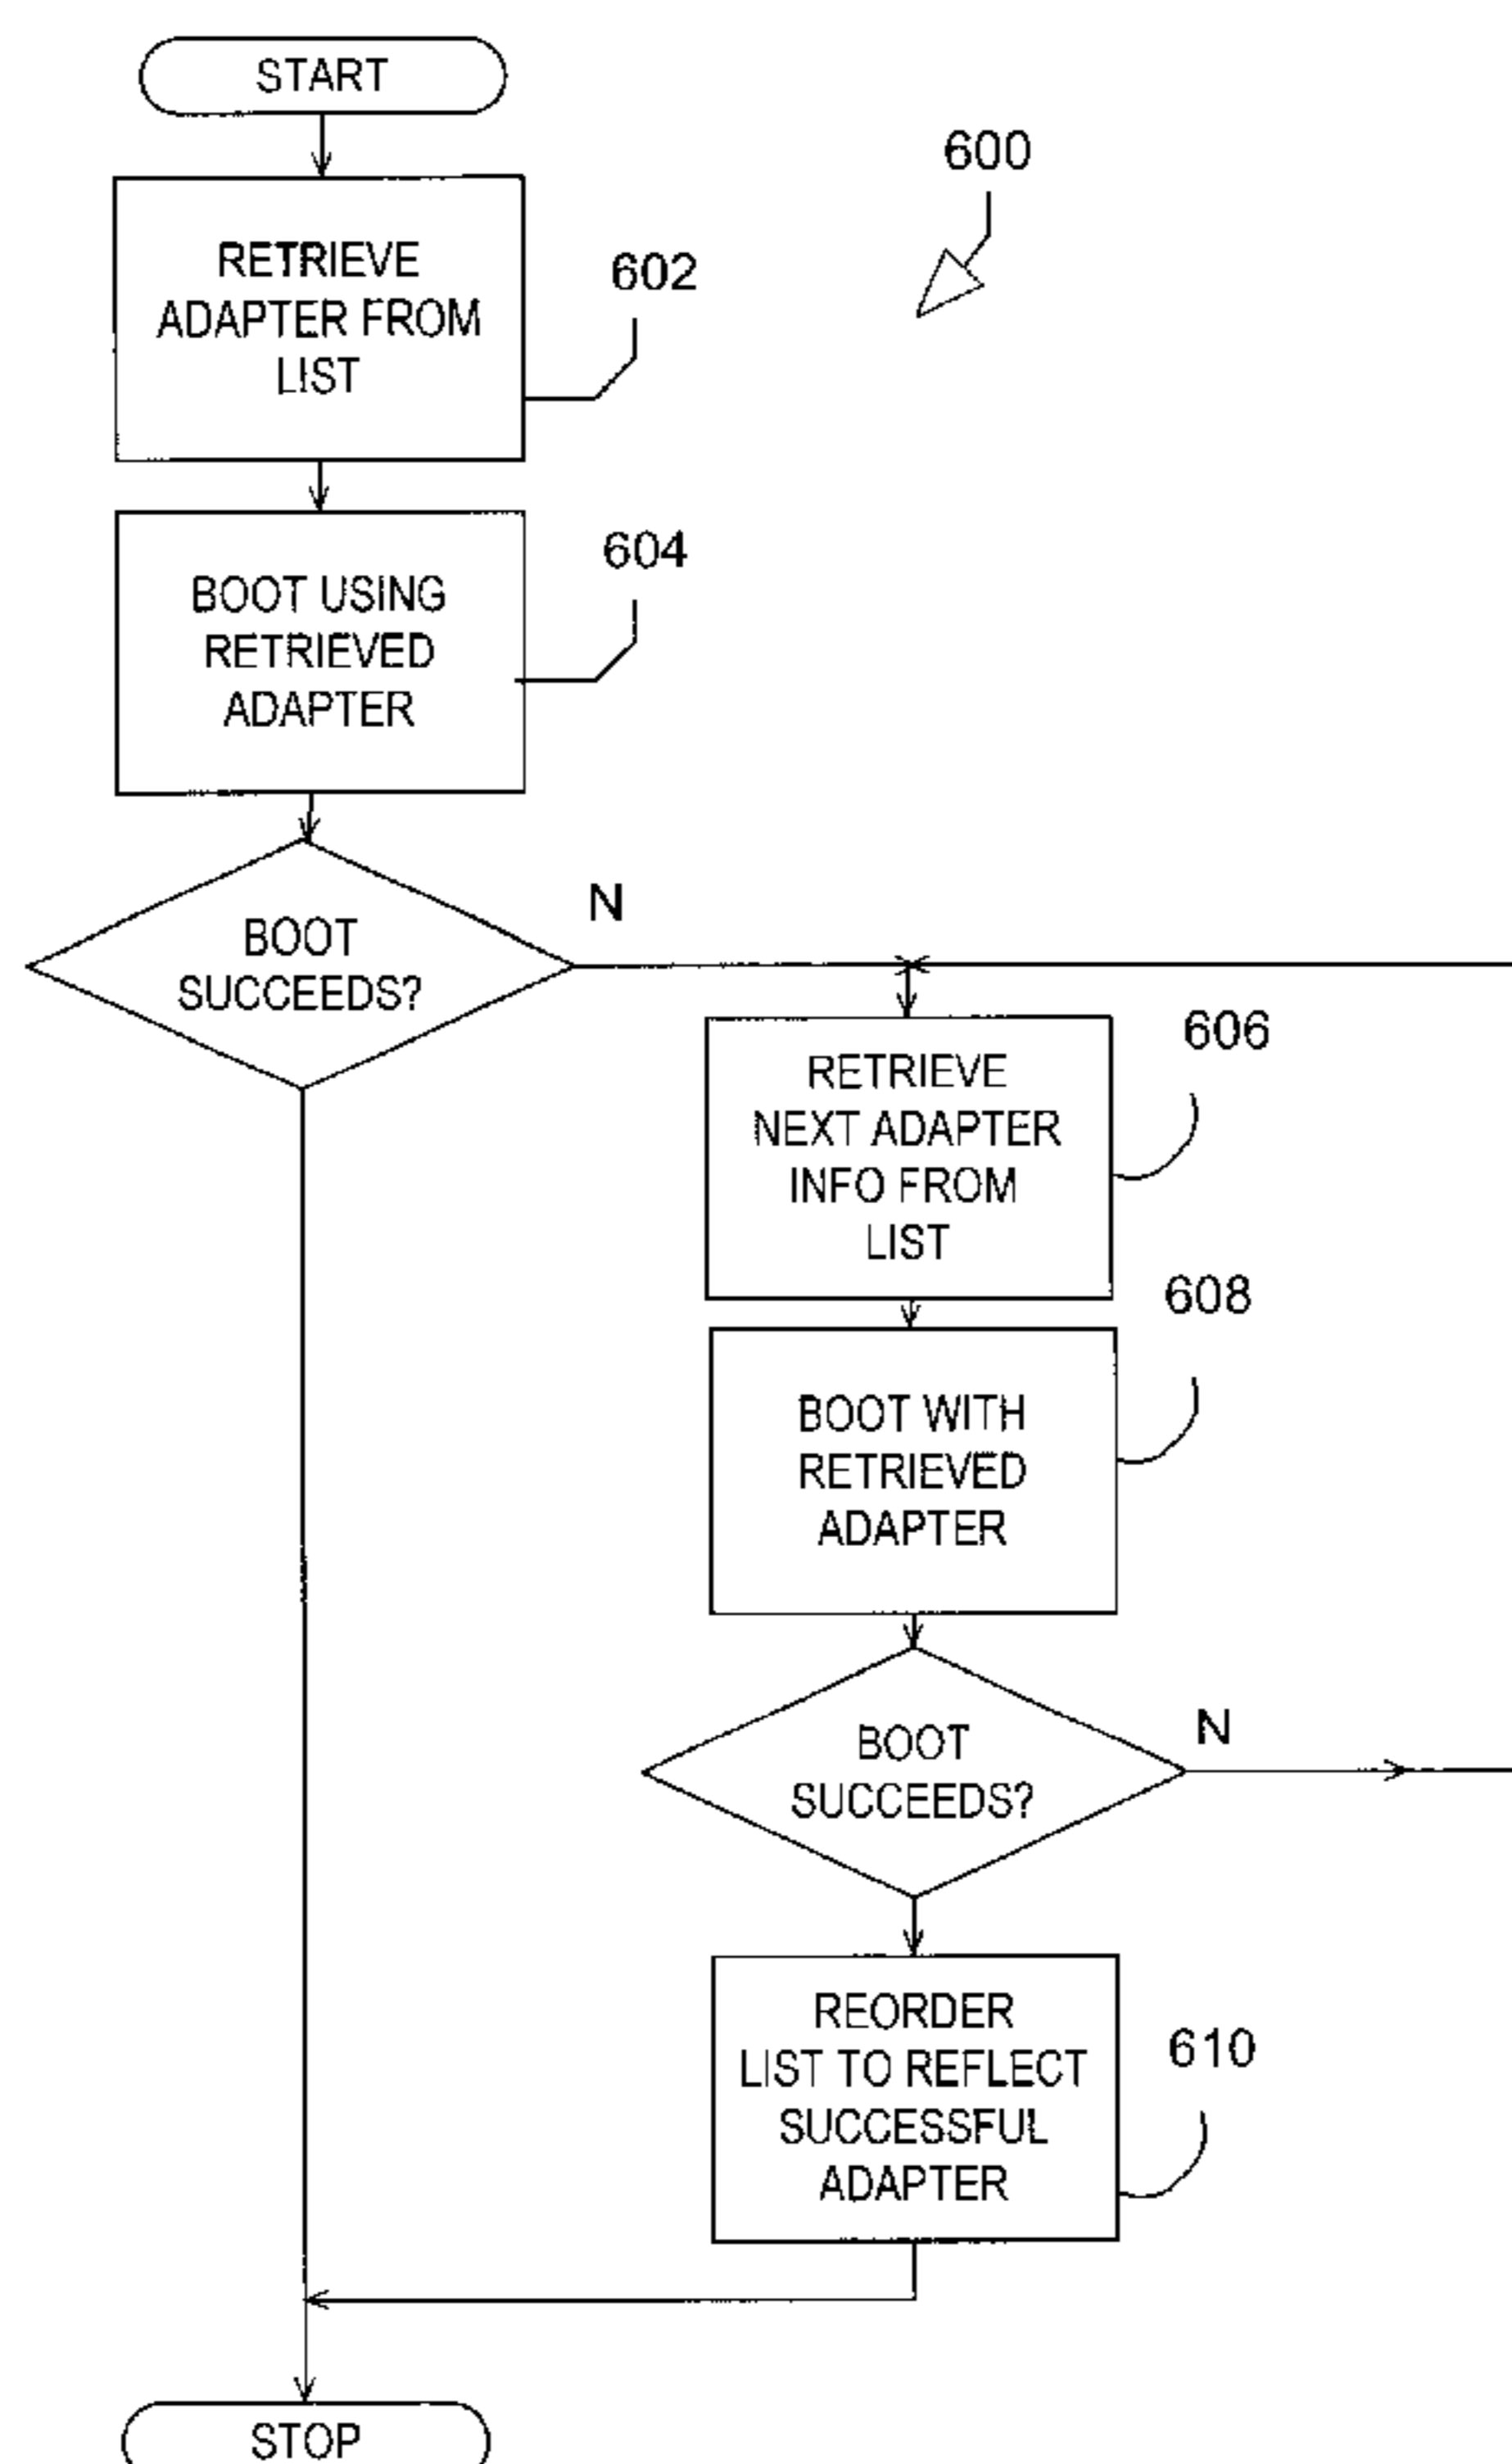 START
600
RETRIEVE
ADAPTER FROM
LIST
602
BOOT USING
RETRIEVED
ADAPTER
604
BOOT
SUCCEEDS?
N
RETRIEVE
NEXT ADAPTER
INFO FROM
LIST
606
BOOT WITH
RETRIEVED
ADAPTER
608
BOOT
SUCCEEDS?
N
REORDER
LIST TO REFLECT
SUCCESSFUL
ADAPTER
610
STOP